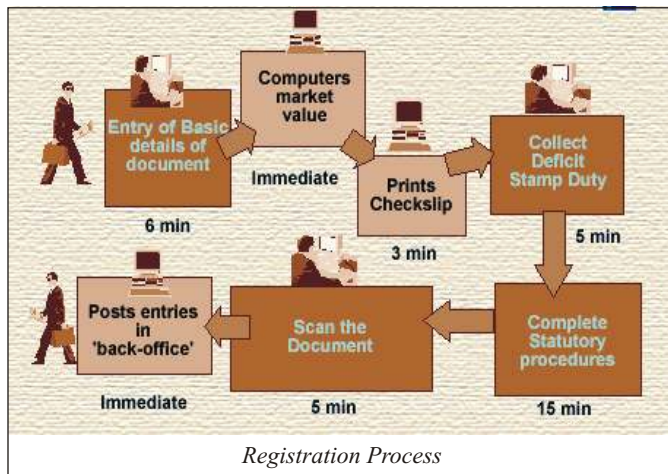 Entry of Basic
details of
document
6 min
Computers
market
value
Immediate
Prints
Checkslip
3 min
Collect
Deficit
Stamp Duty
5 min
Complete
Statutory
procedures
15 min
Scan the
Document
5 min
Posts entries
in
'back-office'
Immediate
Registration Process